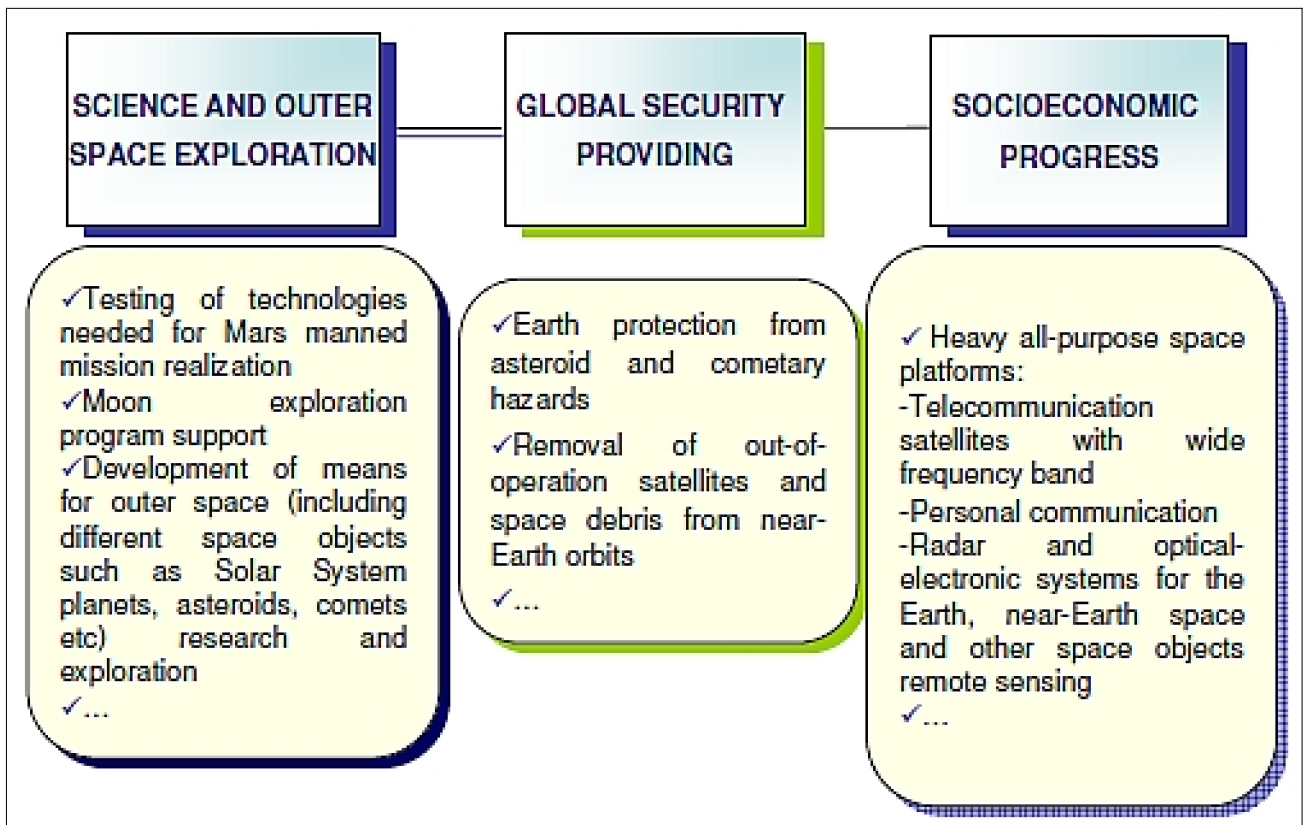 SCIENCE AND OUTER
SPACE EXPLORATION
✓Testing of technologies
needed for Mars manned
mission realization
✓Moon exploration
program support
✓Development of means
for outer space (including
different space objects
such as Solar System
planets, asteroids, comets
etc) research and
exploration
✓...
GLOBAL SECURITY
PROVIDING
✓Earth protection from
asteroid and cometary
hazards
✓Removal of out-of-
operation satellites and
space debris from near-
Earth orbits
✓...
SOCIOECONOMIC
PROGRESS
✓ Heavy all-purpose space
platforms:
-Telecommunication
satellites with wide
frequency band
-Personal communication
-Radar and optical-
electronic systems for the
Earth, near-Earth space
and other space objects
remote sensing
✓...